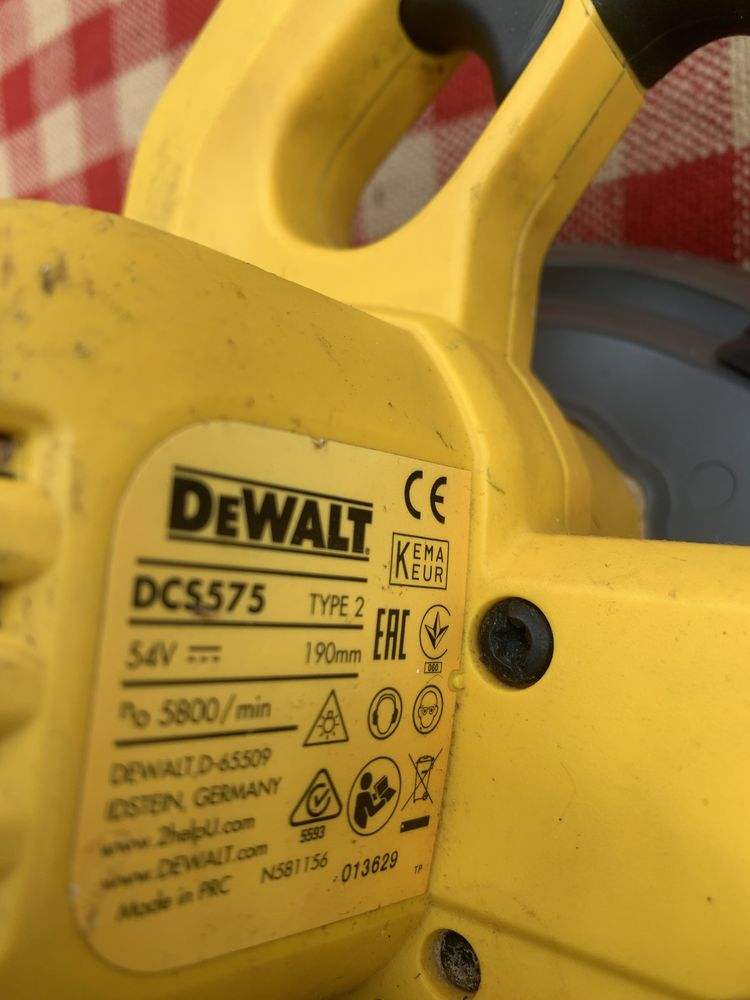 DEWALT
CE
KEMA
KEUR
DCS575 TYPE 2
EAC
54V 190mm
060
n₀ 5800/min
DEWALT,D-65509
IDSTEIN, GERMANY
www.2helpU.com
5593
www.DEWALT.com
Made in PRC N581156 013629 TP